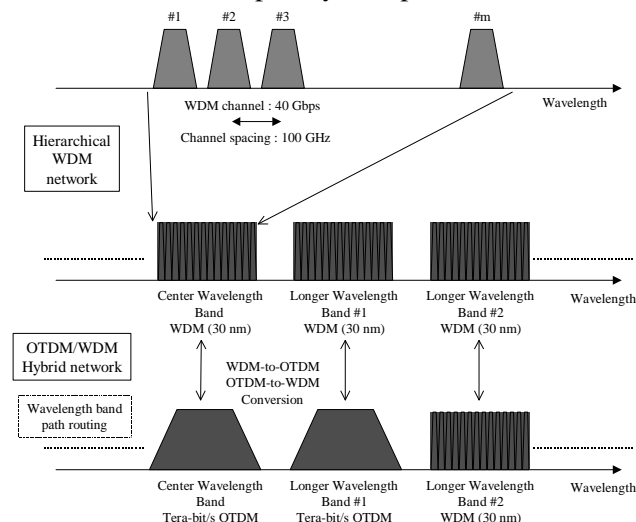 #1 #2 #3 #m
WDM channel : 40 Gbps
Wavelength
Channel spacing : 100 GHz
Hierarchical
WDM
network
Center Wavelength
Band
WDM (30 nm)
Longer Wavelength
Band #1
WDM (30 nm)
Longer Wavelength
Band #2
WDM (30 nm)
Wavelength
OTDM/WDM
Hybrid network
WDM-to-OTDM
OTDM-to-WDM
Conversion
Wavelength band
path routing
Wavelength
Center Wavelength
Band
Tera-bit/s OTDM
Longer Wavelength
Band #1
Tera-bit/s OTDM
Longer Wavelength
Band #2
WDM (30 nm)